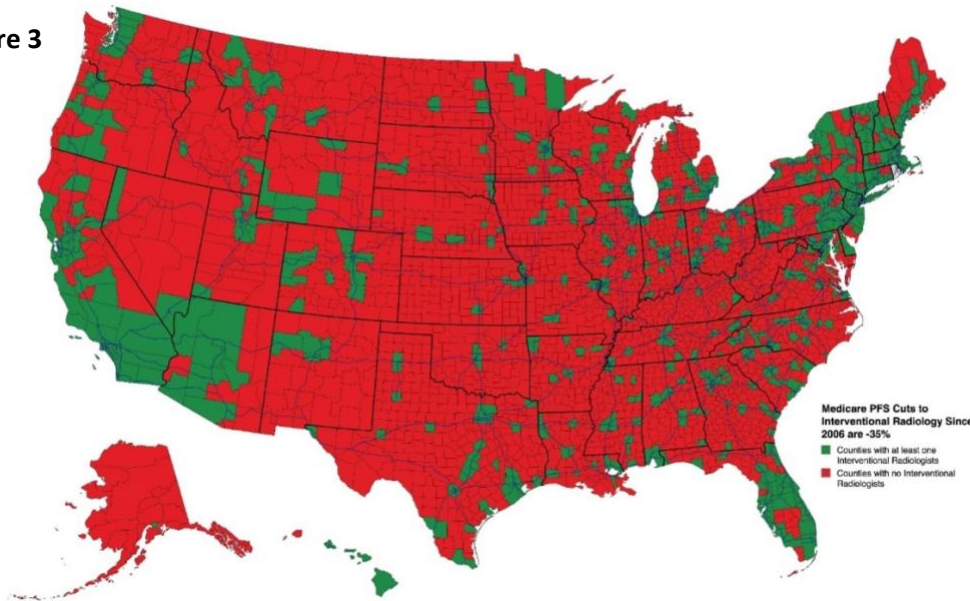 re 3
Medicare PFS Cuts to
Interventional Radiology Since
2006 are -35%
Counties with at least one
Interventional Radiologists
Counties with no Interventional
Radiologists